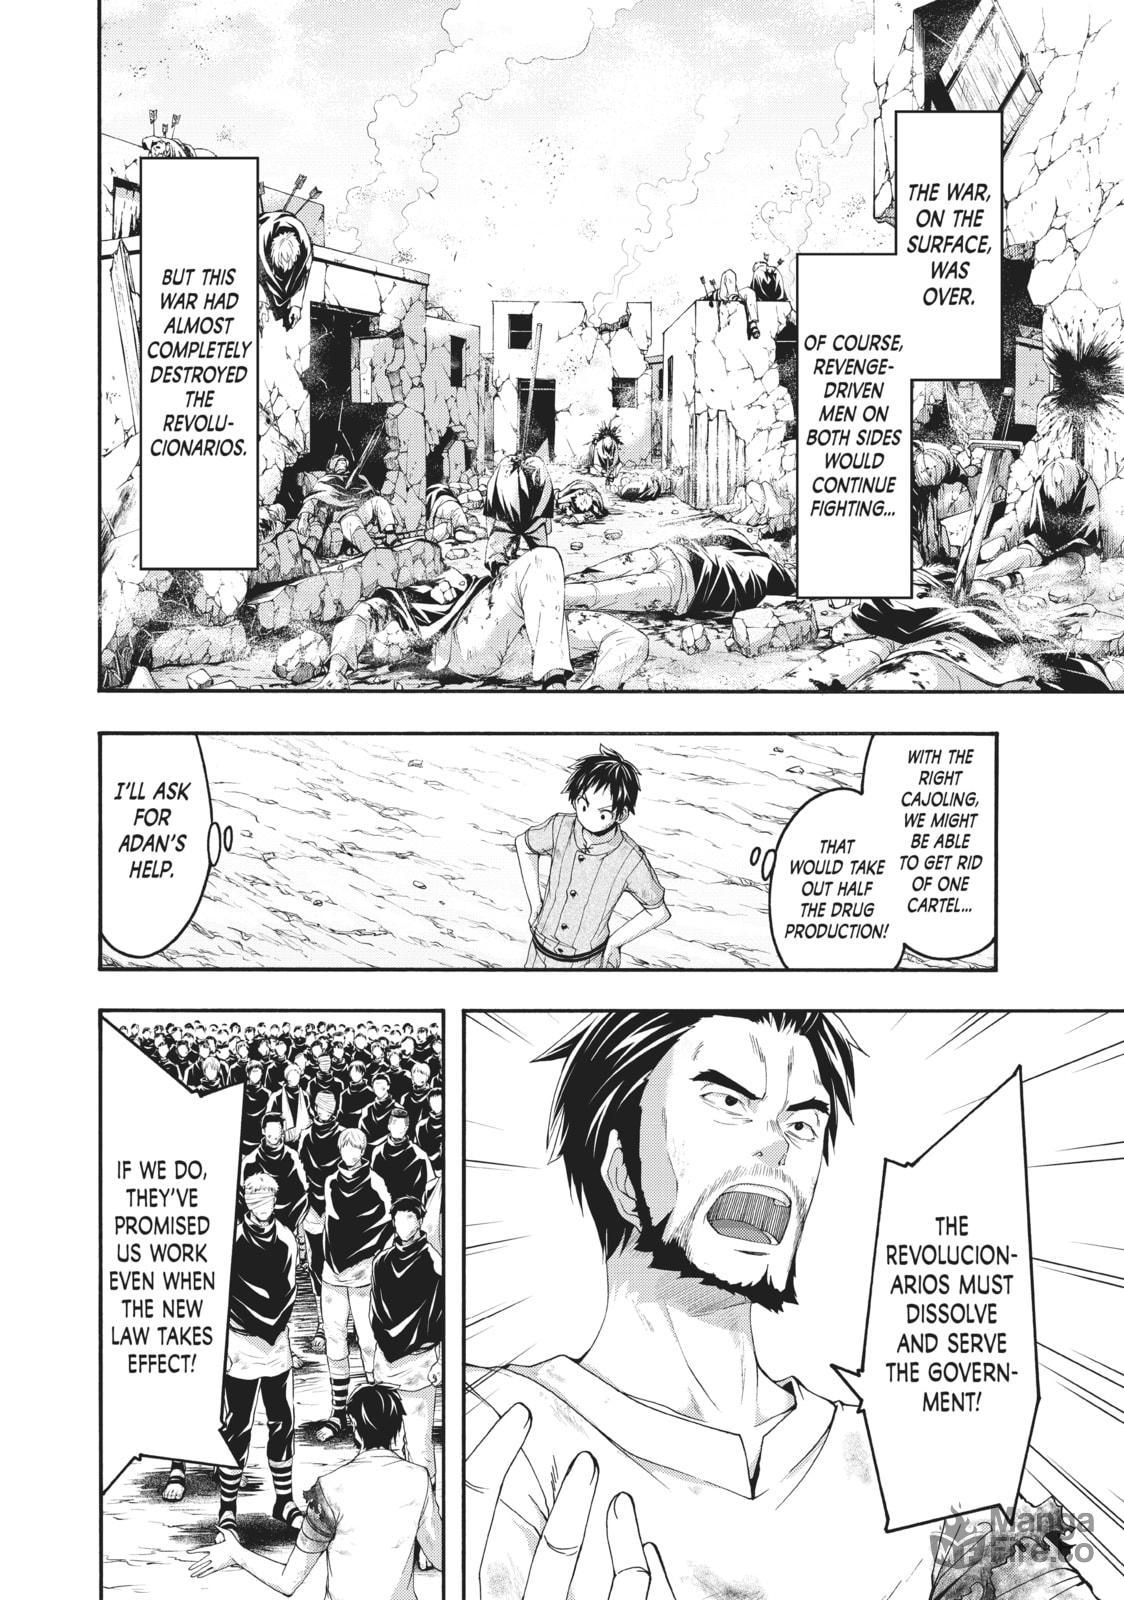 THE WAR,
ON THE
SURFACE,
WAS
OVER.
OF COURSE,
REVENGE-
DRIVEN
MEN ON
BOTH SIDES
WOULD
CONTINUE
FIGHTING...
BUT THIS
WAR HAD
ALMOST
COMPLETELY
DESTROYED
THE
REVOLU-
CIONARIOS.
WITH THE
RIGHT
CAJOLING,
WE MIGHT
BE ABLE
TO GET RID
OF ONE
CARTEL...
THAT
WOULD TAKE
OUT HALF
THE DRUG
PRODUCTION!
I'LL ASK
FOR
ADAN'S
HELP.
THE
REVOLUCION-
ARIOS MUST
DISSOLVE
AND SERVE
THE GOVERN-
MENT!
IF WE DO,
THEY'VE
PROMISED
US WORK
EVEN WHEN
THE NEW
LAW TAKES
EFFECT!
Manga
Fire.to